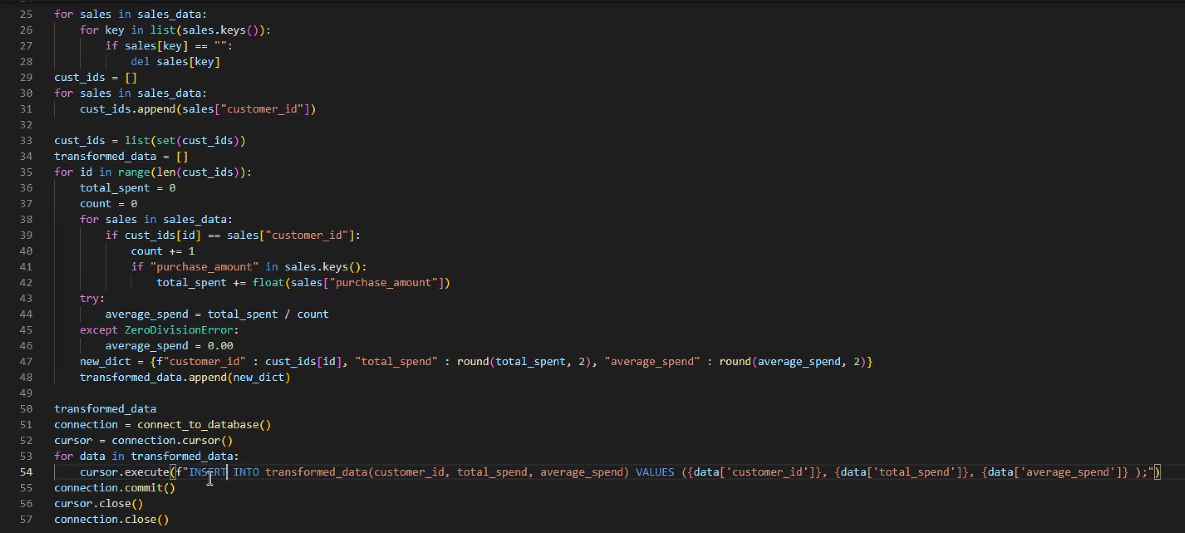 25 for sales in sales_data:
26     for key in list(sales.keys()):
27         if sales[key] == "":
28             del sales[key]
29 cust_ids = []
30 for sales in sales_data:
31     cust_ids.append(sales["customer_id"])
32
33 cust_ids = list(set(cust_ids))
34 transformed_data = []
35 for id in range(len(cust_ids)):
36     total_spent = 0
37     count = 0
38     for sales in sales_data:
39         if cust_ids[id] == sales["customer_id"]:
40             count += 1
41             if "purchase_amount" in sales.keys():
42                 total_spent += float(sales["purchase_amount"])
43     try:
44         average_spend = total_spent / count
45     except ZeroDivisionError:
46         average_spend = 0.00
47     new_dict = {f"customer_id" : cust_ids[id], "total_spend" : round(total_spent, 2), "average_spend" : round(average_spend, 2)}
48     transformed_data.append(new_dict)
49
50 transformed_data
51 connection = connect_to_database()
52 cursor = connection.cursor()
53 for data in transformed_data:
54     cursor.execute(f"INSERT INTO transformed_data(customer_id, total_spend, average_spend) VALUES ({data['customer_id']}, {data['total_spend']}, {data['average_spend']} );")
55 connection.commit()
56 cursor.close()
57 connection.close()